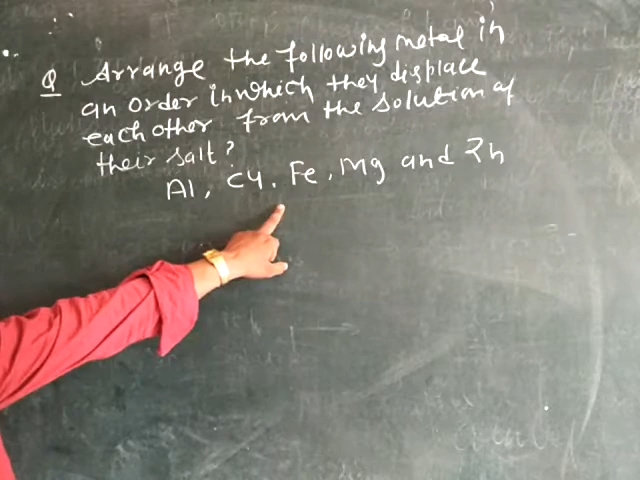 Q Arrange the following metal in
an order in which they displace
each other from the solution of
their salt?
Al, Cu, Fe, Mg and Zn